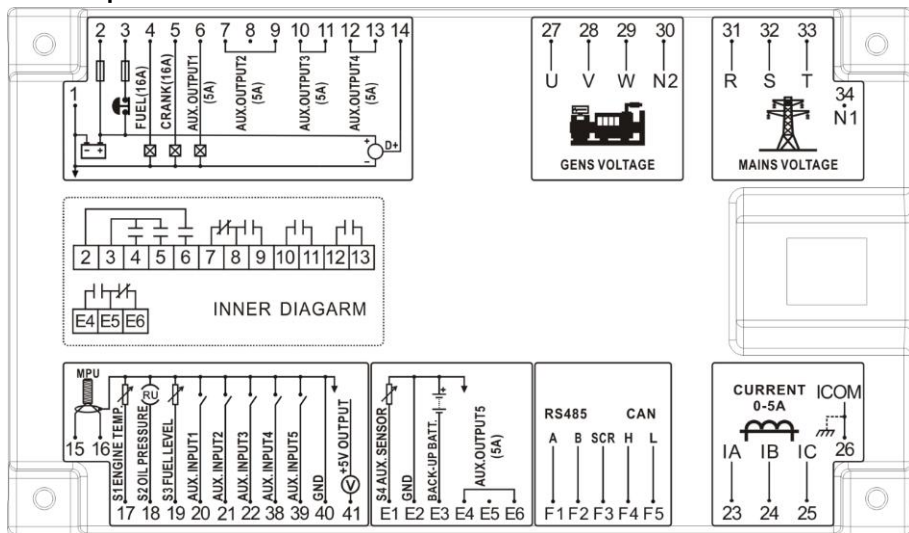 1 2 3 4 5 6 7 8 9 10 11 12 13 14
FUEL(16A)
CRANK(16A)
AUX.OUTPUT1
(5A)
AUX.OUTPUT2
(5A)
AUX.OUTPUT3
(5A)
AUX.OUTPUT4
(5A)
- +
+ D+
-
27 28 29 30
U V W N2
GENS VOLTAGE
31 32 33
R S T
34
N1
MAINS VOLTAGE
2 3 4 5 6 7 8 9 10 11 12 13
E4 E5 E6
INNER DIAGARM
MPU
RU
15 16
S1 ENGINE TEMP
S2 OIL PRESSURE
S3 FUEL LEVEL
AUX.INPUT1
AUX.INPUT2
AUX.INPUT3
AUX.INPUT4
AUX.INPUT5
GND
+5V OUTPUT
V
17 18 19 20 21 22 38 39 40 41
S4 AUX.SENSOR
GND
BACK-UP BATT.
+
-
AUX.OUTPUT5
(5A)
E1 E2 E3 E4 E5 E6
RS485 CAN
A B SCR H L
F1 F2 F3 F4 F5
CURRENT
0-5A
ICOM
IA IB IC 26
23 24 25